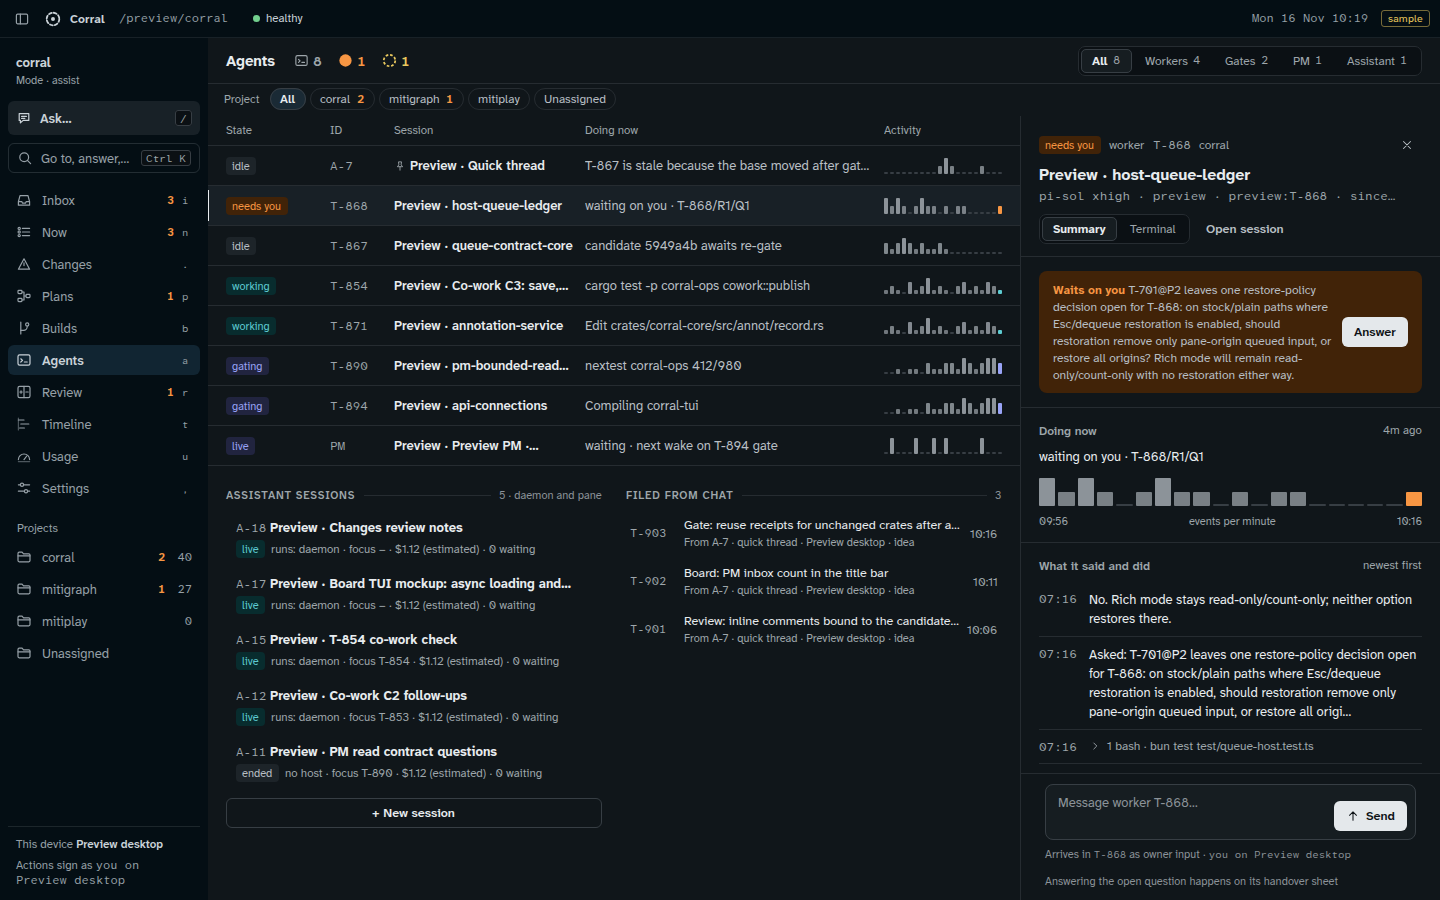 Corral /preview/corral healthy Mon 16 Nov 10:19 sample
corral
Mode · assist
Ask... /
Go to, answer,... Ctrl K
Inbox 3 i
Now 3 n
Changes .
Plans 1 p
Builds b
Agents a
Review 1 r
Timeline t
Usage u
Settings ,
Projects
corral 2 40
mitigraph 1 27
mitiplay 0
Unassigned
This device Preview desktop
Actions sign as you on
Preview desktop
Agents 8 1 1
All 8 Workers 4 Gates 2 PM 1 Assistant 1
Project All corral 2 mitigraph 1 mitiplay Unassigned
State ID Session Doing now Activity
idle A-7 Preview · Quick thread T-867 is stale because the base moved after gat...
needs you T-868 Preview · host-queue-ledger waiting on you · T-868/R1/Q1
idle T-867 Preview · queue-contract-core candidate 5949a4b awaits re-gate
working T-854 Preview · Co-work C3: save,... cargo test -p corral-ops cowork::publish
working T-871 Preview · annotation-service Edit crates/corral-core/src/annot/record.rs
gating T-890 Preview · pm-bounded-read... nextest corral-ops 412/980
gating T-894 Preview · api-connections Compiling corral-tui
live PM Preview · Preview PM ·... waiting · next wake on T-894 gate
ASSISTANT SESSIONS 5 · daemon and pane
A-18 Preview · Changes review notes
live runs: daemon · focus – · $1.12 (estimated) · 0 waiting
A-17 Preview · Board TUI mockup: async loading and...
live runs: daemon · focus – · $1.12 (estimated) · 0 waiting
A-15 Preview · T-854 co-work check
live runs: daemon · focus T-854 · $1.12 (estimated) · 0 waiting
A-12 Preview · Co-work C2 follow-ups
live runs: daemon · focus T-853 · $1.12 (estimated) · 0 waiting
A-11 Preview · PM read contract questions
ended no host · focus T-890 · $1.12 (estimated) · 0 waiting
+ New session
FILED FROM CHAT 3
T-903 Gate: reuse receipts for unchanged crates after a... 10:16
From A-7 · quick thread · Preview desktop · idea
T-902 Board: PM inbox count in the title bar 10:11
From A-7 · quick thread · Preview desktop · idea
T-901 Review: inline comments bound to the candidate... 10:06
From A-7 · quick thread · Preview desktop · idea
needs you worker T-868 corral
Preview · host-queue-ledger
pi-sol xhigh · preview · preview:T-868 · since...
Summary Terminal Open session
Waits on you T-701@P2 leaves one restore-policy
decision open for T-868: on stock/plain paths where
Esc/dequeue restoration is enabled, should
restoration remove only pane-origin queued input, or
restore all origins? Rich mode will remain read-
only/count-only with no restoration either way.
Answer
Doing now 4m ago
waiting on you · T-868/R1/Q1
09:56 events per minute 10:16
What it said and did newest first
07:16 No. Rich mode stays read-only/count-only; neither option
restores there.
07:16 Asked: T-701@P2 leaves one restore-policy decision open
for T-868: on stock/plain paths where Esc/dequeue
restoration is enabled, should restoration remove only
pane-origin queued input, or restore all origi...
07:16 1 bash · bun test test/queue-host.test.ts
Message worker T-868...
Send
Arrives in T-868 as owner input · you on Preview desktop
Answering the open question happens on its handover sheet